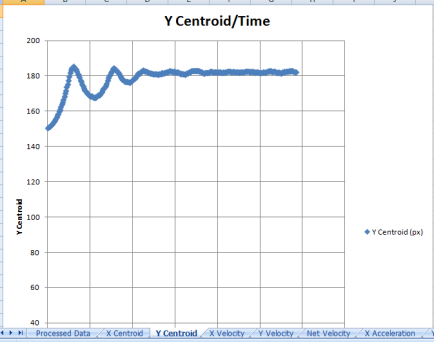 A B C D E F G H I J
Y Centroid/Time
200
180
160
140
120
100
80
60
40
Y Centroid
Y Centroid (px)
Processed Data X Centroid Y Centroid X Velocity Y Velocity Net Velocity X Acceleration Y